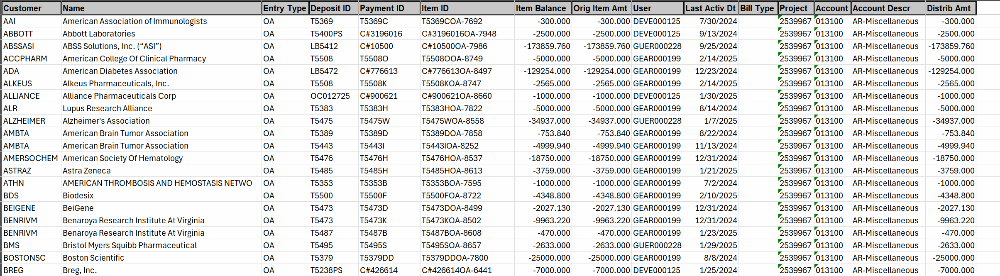 Customer Name Entry Type Deposit ID Payment ID Item ID Item Balance Orig Item Amt User Last Activ Dt Bill Type Project Account Account Descr Distrib Amt
AAI American Association of Immunologists OA T5369 T5369C T5369COA-7692 -300.000 -300.000 DEVE000125 7/30/2024 2539967 013100 AR-Miscellaneous -300.000
ABBOTT Abbott Laboratories OA T5400PS C#3196016 C#3196016OA-7948 -2500.000 -2500.000 DEVE000125 9/13/2024 2539967 013100 AR-Miscellaneous -2500.000
ABSSASI ABSS Solutions, Inc. (“ASI”) OA LB5412 C#10500 C#10500OA-7986 -173859.760 -173859.760 GUER000228 9/25/2024 2539967 013100 AR-Miscellaneous -173859.760
ACCPHARM American College Of Clinical Pharmacy OA T5508 T5508O T5508OOA-8749 -5000.000 -5000.000 GEAR000199 2/14/2025 2539967 013100 AR-Miscellaneous -5000.000
ADA American Diabetes Association OA LB5472 C#776613 C#776613OA-8497 -129254.000 -129254.000 GEAR000199 12/23/2024 2539967 013100 AR-Miscellaneous -129254.000
ALKEUS Alkeus Pharmaceuticals, Inc. OA T5508 T5508K T5508KOA-8747 -2565.000 -2565.000 GEAR000199 2/14/2025 2539967 013100 AR-Miscellaneous -2565.000
ALLIANCE Alliance Pharmaceuticals Corp OA OC012725 C#900621 C#900621OA-8660 -1000.000 -1000.000 DEVE000125 1/30/2025 2539967 013100 AR-Miscellaneous -1000.000
ALR Lupus Research Alliance OA T5383 T5383H T5383HOA-7822 -5000.000 -5000.000 GEAR000199 8/14/2024 2539967 013100 AR-Miscellaneous -5000.000
ALZHEIMER Alzheimer's Association OA T5475 T5475W T5475WOA-8558 -34937.000 -34937.000 GUER000228 1/7/2025 2539967 013100 AR-Miscellaneous -34937.000
AMBTA American Brain Tumor Association OA T5389 T5389D T5389DOA-7858 -753.840 -753.840 GEAR000199 8/22/2024 2539967 013100 AR-Miscellaneous -753.840
AMBTA American Brain Tumor Association OA T5443 T5443I T5443IOA-8252 -4999.940 -4999.940 GEAR000199 11/13/2024 2539967 013100 AR-Miscellaneous -4999.940
AMERSOCHEM American Society Of Hematology OA T5476 T5476H T5476HOA-8537 -18750.000 -18750.000 GEAR000199 12/31/2024 2539967 013100 AR-Miscellaneous -18750.000
ASTRAZ Astra Zeneca OA T5485 T5485H T5485HOA-8613 -3759.000 -3759.000 GEAR000199 1/21/2025 2539967 013100 AR-Miscellaneous -3759.000
ATHN AMERICAN THROMBOSIS AND HEMOSTASIS NETWO OA T5353 T5353B T5353BOA-7595 -1000.000 -1000.000 GEAR000199 7/2/2024 2539967 013100 AR-Miscellaneous -1000.000
BDS Biodesix OA T5500 T5500F T5500FOA-8722 -4348.800 -4348.800 GEAR000199 2/10/2025 2539967 013100 AR-Miscellaneous -4348.800
BEIGENE BeiGene OA T5473 T5473D T5473DOA-8499 -2027.130 -2027.130 GEAR000199 12/31/2024 2539967 013100 AR-Miscellaneous -2027.130
BENRIVM Benaroya Research Institute At Virginia OA T5473 T5473K T5473KOA-8502 -9963.220 -9963.220 GEAR000199 12/31/2024 2539967 013100 AR-Miscellaneous -9963.220
BENRIVM Benaroya Research Institute At Virginia OA T5487 T5487B T5487BOA-8608 -470.000 -470.000 GEAR000199 1/23/2025 2539967 013100 AR-Miscellaneous -470.000
BMS Bristol Myers Squibb Pharmaceutical OA T5495 T5495S T5495SOA-8657 -2633.000 -2633.000 GUER000228 1/29/2025 2539967 013100 AR-Miscellaneous -2633.000
BOSTONSC Boston Scientific OA T5379 T5379DD T5379DDOA-7800 -25000.000 -25000.000 GEAR000199 8/8/2024 2539967 013100 AR-Miscellaneous -25000.000
BREG Breg, Inc. OA T5238PS C#426614 C#426614OA-6441 -7000.000 -7000.000 DEVE000125 1/25/2024 2539967 013100 AR-Miscellaneous -7000.000